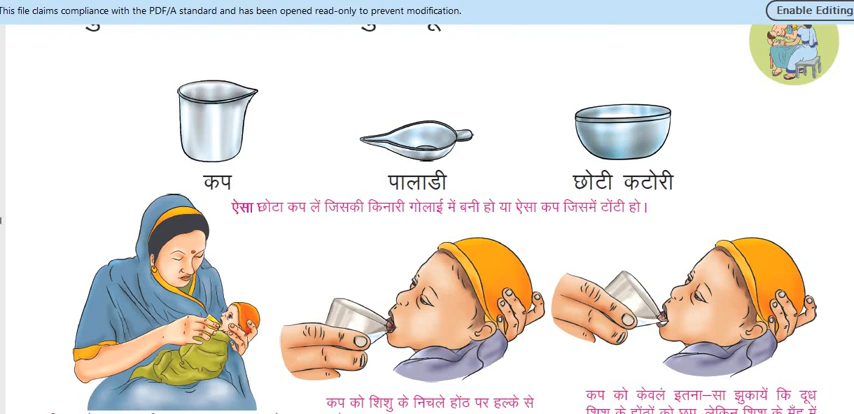 This file claims compliance with the PDF/A standard and has been opened read-only to prevent modification.
Enable Editing
कप
पालाडी
छोटी कटोरी
ऐसा छोटा कप लें जिसकी किनारी गोलाई में बनी हो या ऐसा कप जिसमें टोंटी हो।
कप को शिशु के निचले होंठ पर हल्के से
कप को केवल इतना–सा झुकायें कि दूध